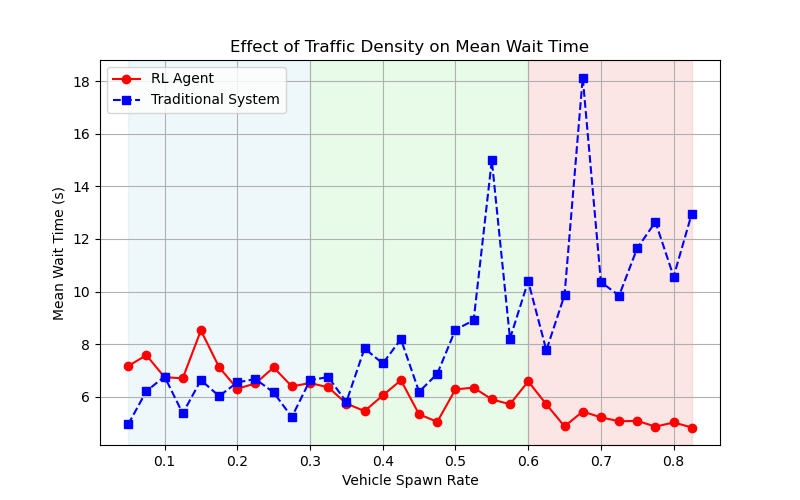 Effect of Traffic Density on Mean Wait Time
RL Agent
Traditional System
Mean Wait Time (s)
18
16
14
12
10
8
6
0.1 0.2 0.3 0.4 0.5 0.6 0.7 0.8
Vehicle Spawn Rate